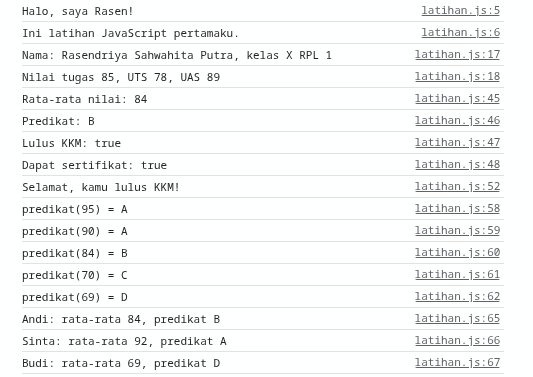 Halo, saya Rasen! latihan.js:5
Ini latihan JavaScript pertamaku. latihan.js:6
Nama: Rasendriya Sahwahita Putra, kelas X RPL 1 latihan.js:17
Nilai tugas 85, UTS 78, UAS 89 latihan.js:18
Rata-rata nilai: 84 latihan.js:45
Predikat: B latihan.js:46
Lulus KKM: true latihan.js:47
Dapat sertifikat: true latihan.js:48
Selamat, kamu lulus KKM! latihan.js:52
predikat(95) = A latihan.js:58
predikat(90) = A latihan.js:59
predikat(84) = B latihan.js:60
predikat(70) = C latihan.js:61
predikat(69) = D latihan.js:62
Andi: rata-rata 84, predikat B latihan.js:65
Sinta: rata-rata 92, predikat A latihan.js:66
Budi: rata-rata 69, predikat D latihan.js:67